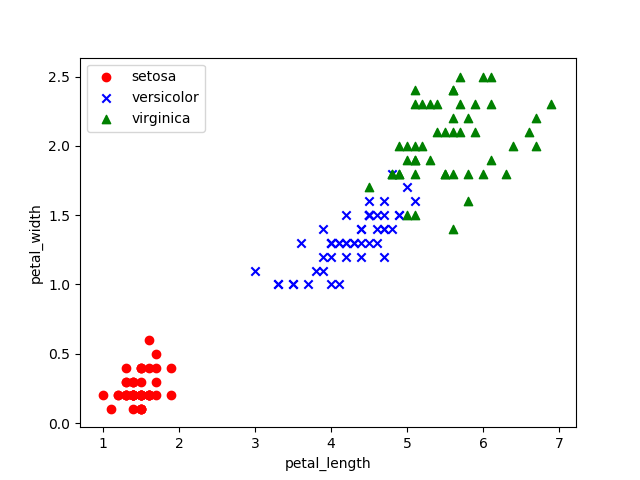 setosa
versicolor
virginica
2.5
2.0
1.5
1.0
0.5
0.0
petal_width
1 2 3 4 5 6 7
petal_length